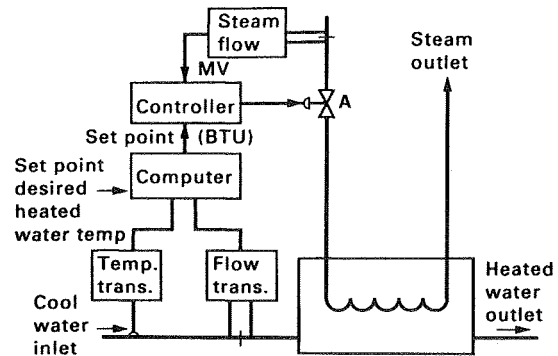 Steam
flow
Steam
outlet
MV
Controller
A
Set point (BTU)
Set point
desired
heated
water temp
Computer
Temp.
trans.
Flow
trans.
Heated
water
outlet
Cool
water
inlet